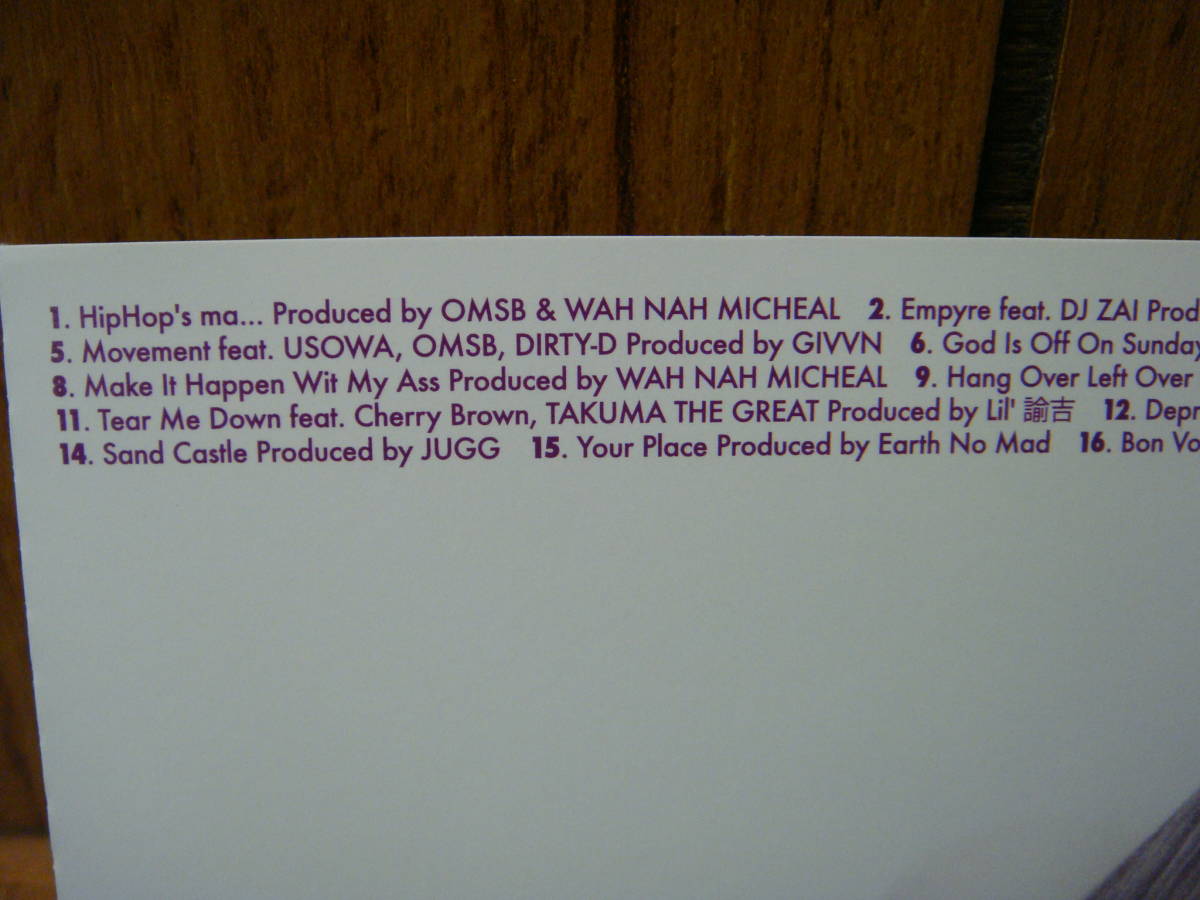 1. HipHop's ma... Produced by OMSB & WAH NAH MICHEAL 2. Empyre feat. DJ ZAI Prod
5. Movement feat. USOWA, OMSB, DIRTY-D Produced by GIVVN 6. God Is Off On Sunday
8. Make It Happen Wit My Ass Produced by WAH NAH MICHEAL 9. Hang Over Left Over
11. Tear Me Down feat. Cherry Brown, TAKUMA THE GREAT Produced by Lil' 諭吉 12. Depr
14. Sand Castle Produced by JUGG 15. Your Place Produced by Earth No Mad 16. Bon Vo